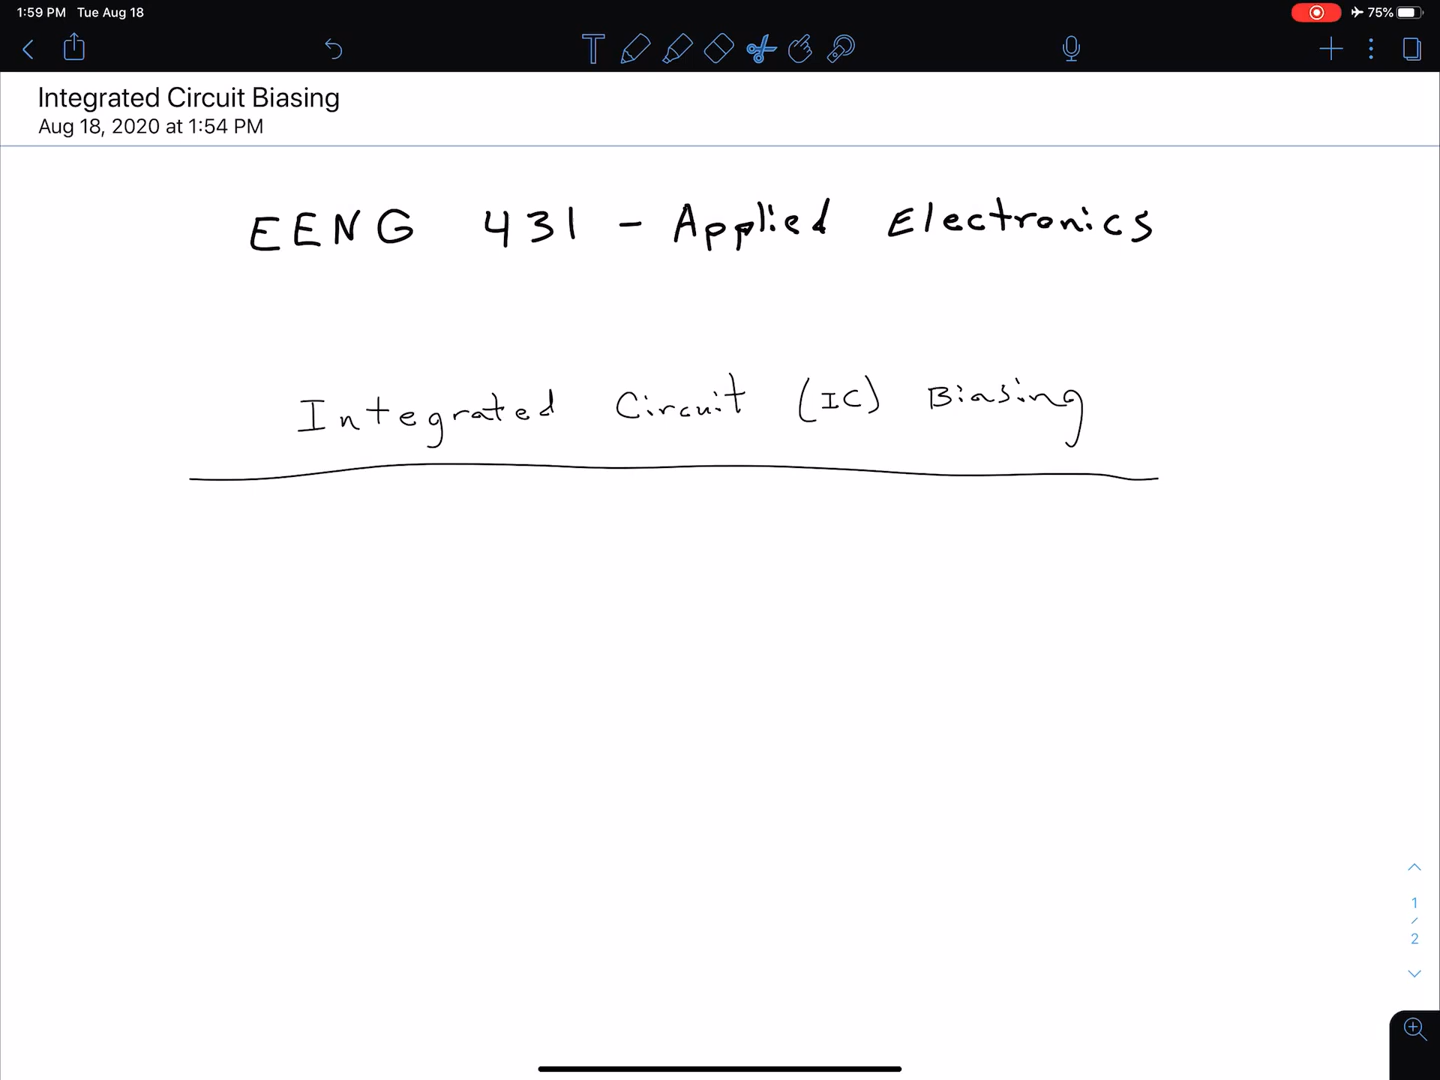 1:59 PM Tue Aug 18
75%
Integrated Circuit Biasing
Aug 18, 2020 at 1:54 PM
EENG 431 - Applied Electronics
Integrated Circuit (IC) Biasing
1
/
2